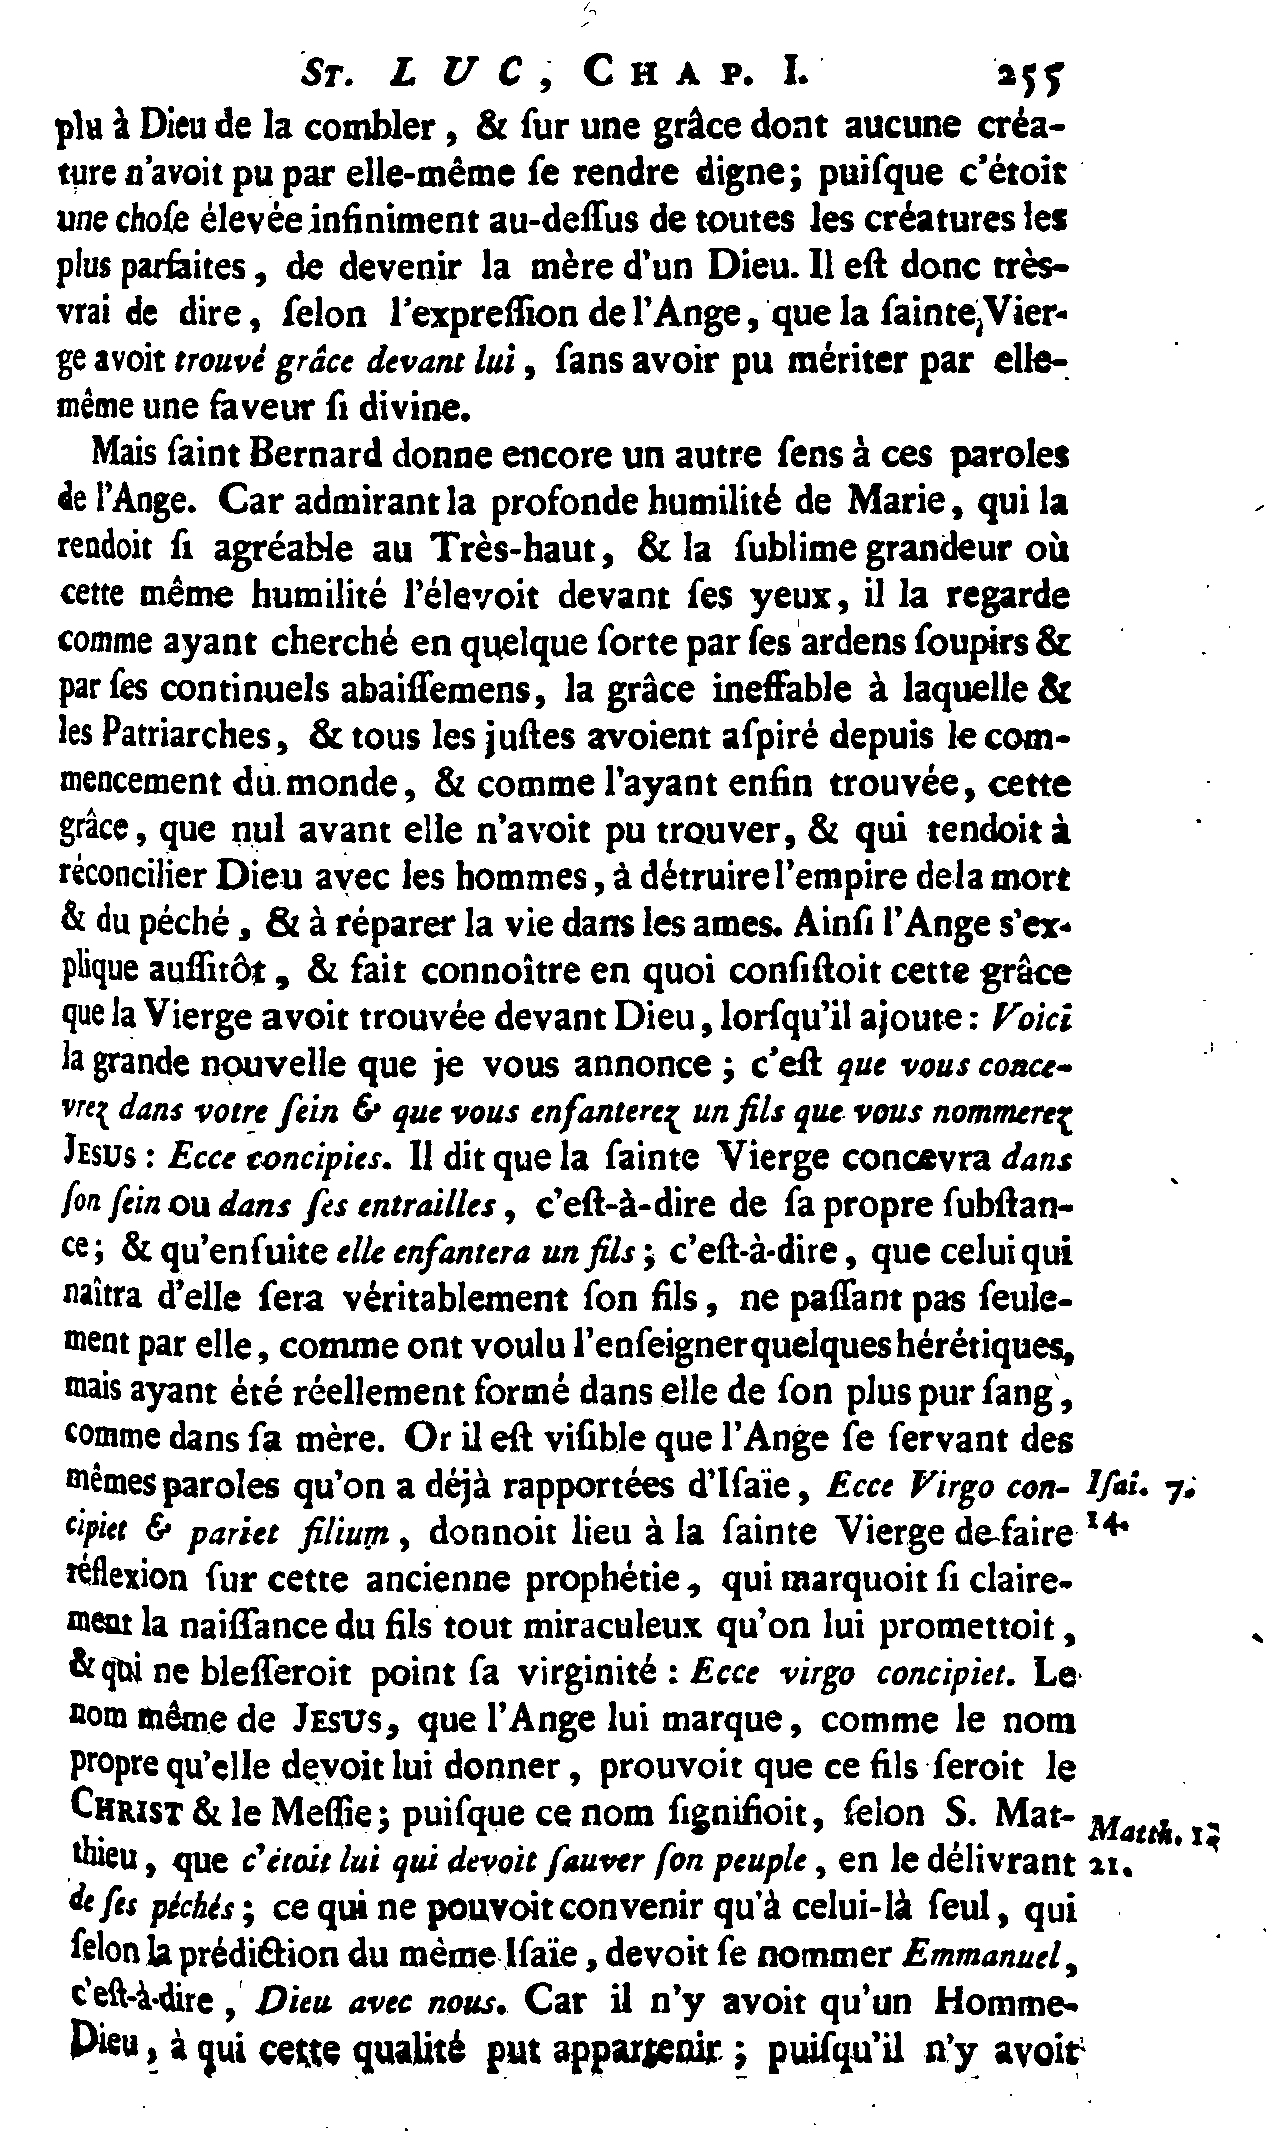 ST. LUC, CHAP. I. 255
plu à Dieu de la combler, & ſur une grâce dont aucune créa-
ture n'avoit pu par elle-même ſe rendre digne; puiſque c'étoit
une choſe élevée infiniment au-deſſus de toutes les créatures les
plus parfaites, de devenir la mère d'un Dieu. Il eſt donc très-
vrai de dire, ſelon l'expreſſion de l'Ange, que la ſainte Vier-
ge avoit trouvé grâce devant lui, ſans avoir pu mériter par elle-
même une faveur ſi divine.
Mais ſaint Bernard donne encore un autre ſens à ces paroles
de l'Ange. Car admirant la profonde humilité de Marie, qui la
rendoit ſi agréable au Très-haut, & la ſublime grandeur où
cette même humilité l'élevoit devant ſes yeux, il la regarde
comme ayant cherché en quelque ſorte par ſes ardens ſoupirs &
par ſes continuels abaiſſemens, la grâce ineffable à laquelle &
les Patriarches, & tous les juſtes avoient aſpiré depuis le com-
mencement du monde, & comme l'ayant enfin trouvée, cette
grâce, que nul avant elle n'avoit pu trouver, & qui tendoit à
réconcilier Dieu avec les hommes, à détruire l'empire de la mort
& du péché, & à réparer la vie dans les ames. Ainſi l'Ange s'ex-
plique auſſitôt, & fait connoître en quoi conſiſtoit cette grâce
que la Vierge avoit trouvée devant Dieu, lorſqu'il ajoute: Voici
la grande nouvelle que je vous annonce; c'eſt que vous conce-
vrez dans votre ſein & que vous enfanterez un fils que vous nommerez
JESUS: Ecce concipies. Il dit que la ſainte Vierge concevra dans
ſon ſein ou dans ſes entrailles, c'eſt-à-dire de ſa propre ſubſtan-
ce; & qu'enſuite elle enfantera un fils; c'eſt-à-dire, que celui qui
naîtra d'elle ſera véritablement ſon fils, ne paſſant pas ſeule-
ment par elle, comme ont voulu l'enſeigner quelques hérétiques,
mais ayant été réellement formé dans elle de ſon plus pur ſang,
comme dans ſa mère. Or il eſt viſible que l'Ange ſe ſervant des
mêmes paroles qu'on a déjà rapportées d'Iſaïe, Ecce Virgo con- Iſai. 7.
cipiet & pariet filium, donnoit lieu à la ſainte Vierge de faire 14.
réflexion ſur cette ancienne prophétie, qui marquoit ſi claire-
ment la naiſſance du fils tout miraculeux qu'on lui promettoit,
& qui ne bleſſeroit point ſa virginité: Ecce virgo concipiet. Le
nom même de JESUS, que l'Ange lui marque, comme le nom
propre qu'elle devoit lui donner, prouvoit que ce fils ſeroit le
CHRIST & le Meſſie; puiſque ce nom ſignifioit, ſelon S. Mat- Matth. 1.
thieu, que c'étoit lui qui devoit ſauver ſon peuple, en le délivrant 21.
de ſes péchés; ce qui ne pouvoit convenir qu'à celui-là ſeul, qui
ſelon la prédiction du mème Iſaïe, devoit ſe nommer Emmanuel,
c'eſt-à-dire, Dieu avec nous. Car il n'y avoit qu'un Homme-
Dieu, à qui cette qualité put appartenir; puiſqu'il n'y avoit